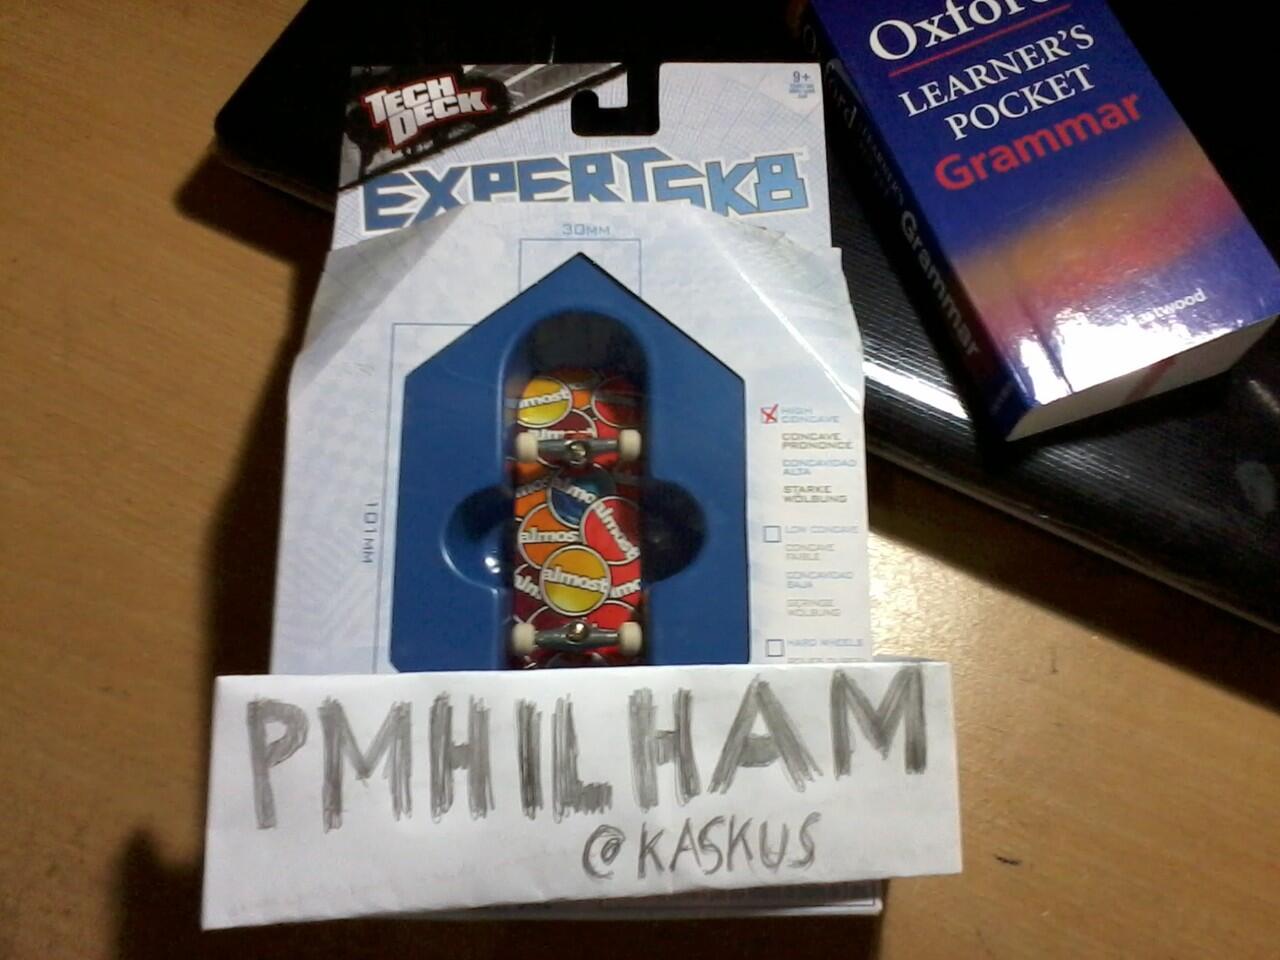 TECH
DECK
9+
EXPERTSK8
30MM
101MM
HIGH
CONCAVE
CONCAVE
PRONONCE
CONCAVIDAD
ALTA
STARKE
WÖLBUNG
LOW CONCAVE
CONCAVE
FAIBLE
CONCAVIDAD
BAJA
GERINGE
WÖLBUNG
HARD WHEELS
almost
almost
almost
almost
almost
PMHILHAM
@KASKUS
Oxford
LEARNER'S
POCKET
Grammar
Eastwood
Grammar